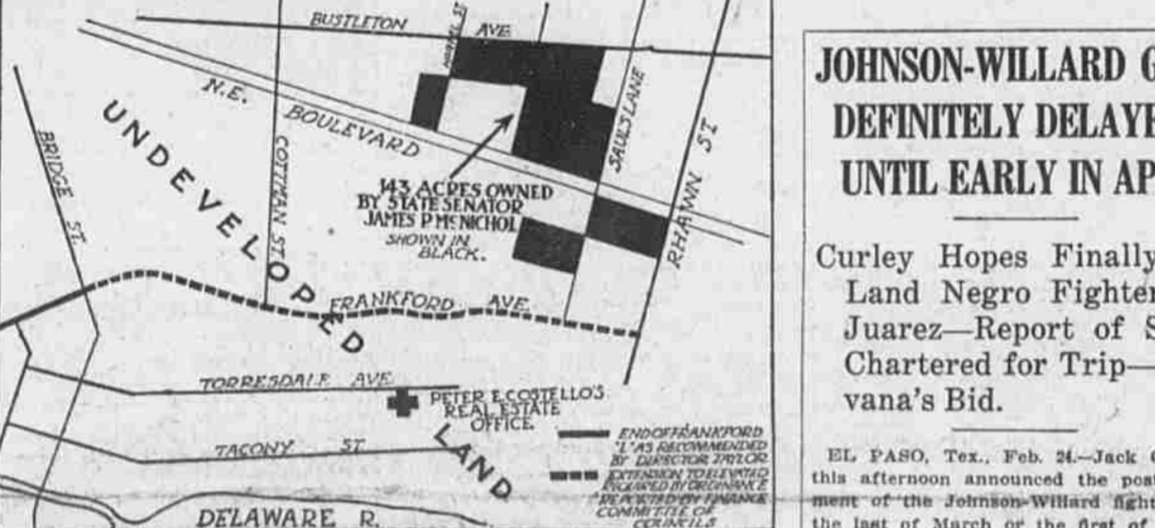 BUSTLETON AVE.
N.E. BOULEVARD
BRIDGE ST.
COTTMAN ST.
SAULS LANE
RHAWN ST
UNDEVELOPED LAND
143 ACRES OWNED
BY STATE SENATOR
JAMES P. McNICHOL
SHOWN IN
BLACK.
FRANKFORD AVE.
TORRESDALE AVE
PETER E. COSTELLO'S
REAL ESTATE
OFFICE
TACONY ST.
DELAWARE R.
END OF FRANKFORD
"L" AS RECOMMENDED
BY DIRECTOR TAYLOR
EXTENSION TO ELEVATED
BY ORDINANCE
REPORTED BY FINANCE
COMMITTEE OF
COUNCILS
JOHNSON-WILLARD G
DEFINITELY DELAYE
UNTIL EARLY IN AP
Curley Hopes Finally
Land Negro Fighter
Juarez—Report of S
Chartered for Trip—
vana's Bid.
EL PASO, Tex., Feb. 24.—Jack C
this afternoon announced the post
ment of the Johnson-Willard fight
the last of March or the first of